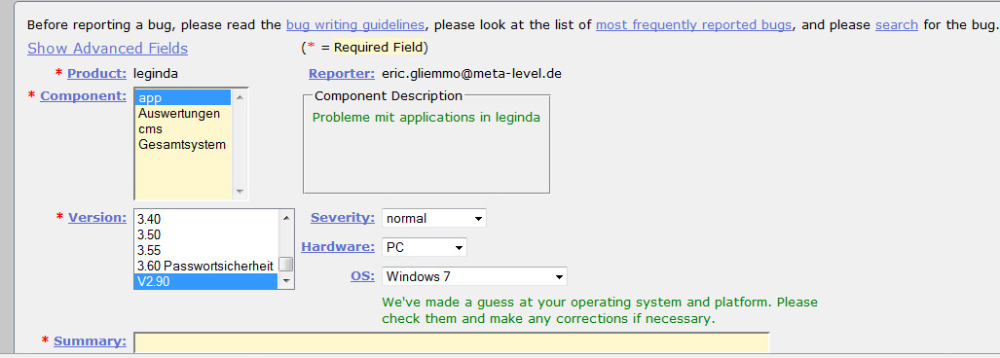 Before reporting a bug, please read the bug writing guidelines, please look at the list of most frequently reported bugs, and please search for the bug.
Show Advanced Fields (* = Required Field)
* Product: leginda Reporter: eric.gliemmo@meta-level.de
* Component: app
Auswertungen
cms
Gesamtsystem
Component Description
Probleme mit applications in leginda
* Version: 3.40
3.50
3.55
3.60 Passwortsicherheit
V2.90
Severity: normal
Hardware: PC
OS: Windows 7
We've made a guess at your operating system and platform. Please
check them and make any corrections if necessary.
* Summary: